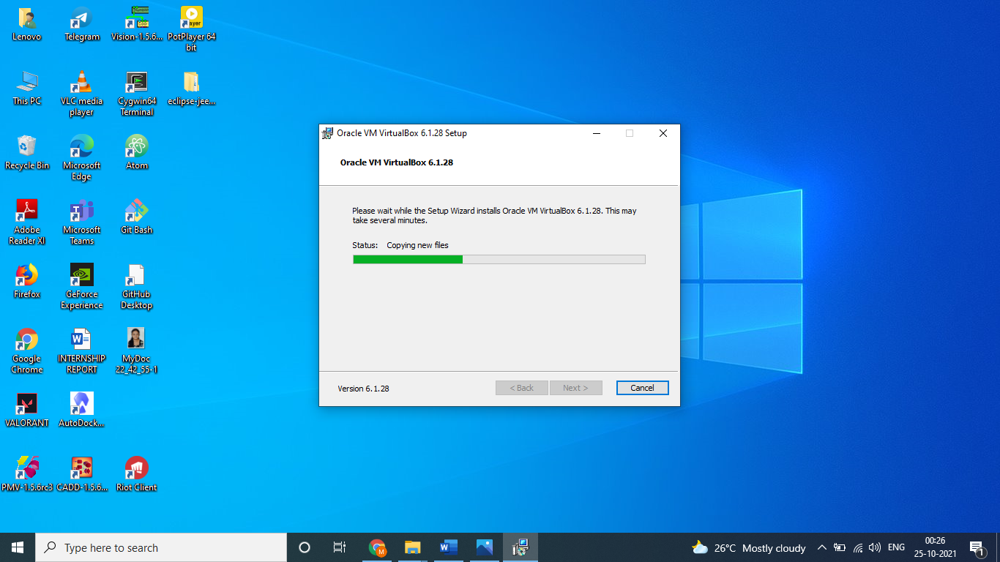 Lenovo
Telegram
Vision-1.5.6...
PotPlayer 64
bit
This PC
VLC media
player
Cygwin64
Terminal
eclipse-jee...
Recycle Bin
Microsoft
Edge
Atom
Adobe
Reader XI
Microsoft
Teams
Git Bash
Firefox
GeForce
Experience
GitHub
Desktop
Google
Chrome
INTERNSHIP
REPORT
MyDoc
22_42_55-1
VALORANT
AutoDock...
PMV-1.5.6rc3
CADD-1.5.6...
Riot Client
Oracle VM VirtualBox 6.1.28 Setup
Oracle VM VirtualBox 6.1.28
Please wait while the Setup Wizard installs Oracle VM VirtualBox 6.1.28. This may
take several minutes.
Status: Copying new files
Version 6.1.28
< Back
Next >
Cancel
Type here to search
26°C Mostly cloudy
ENG
00:26
25-10-2021
1